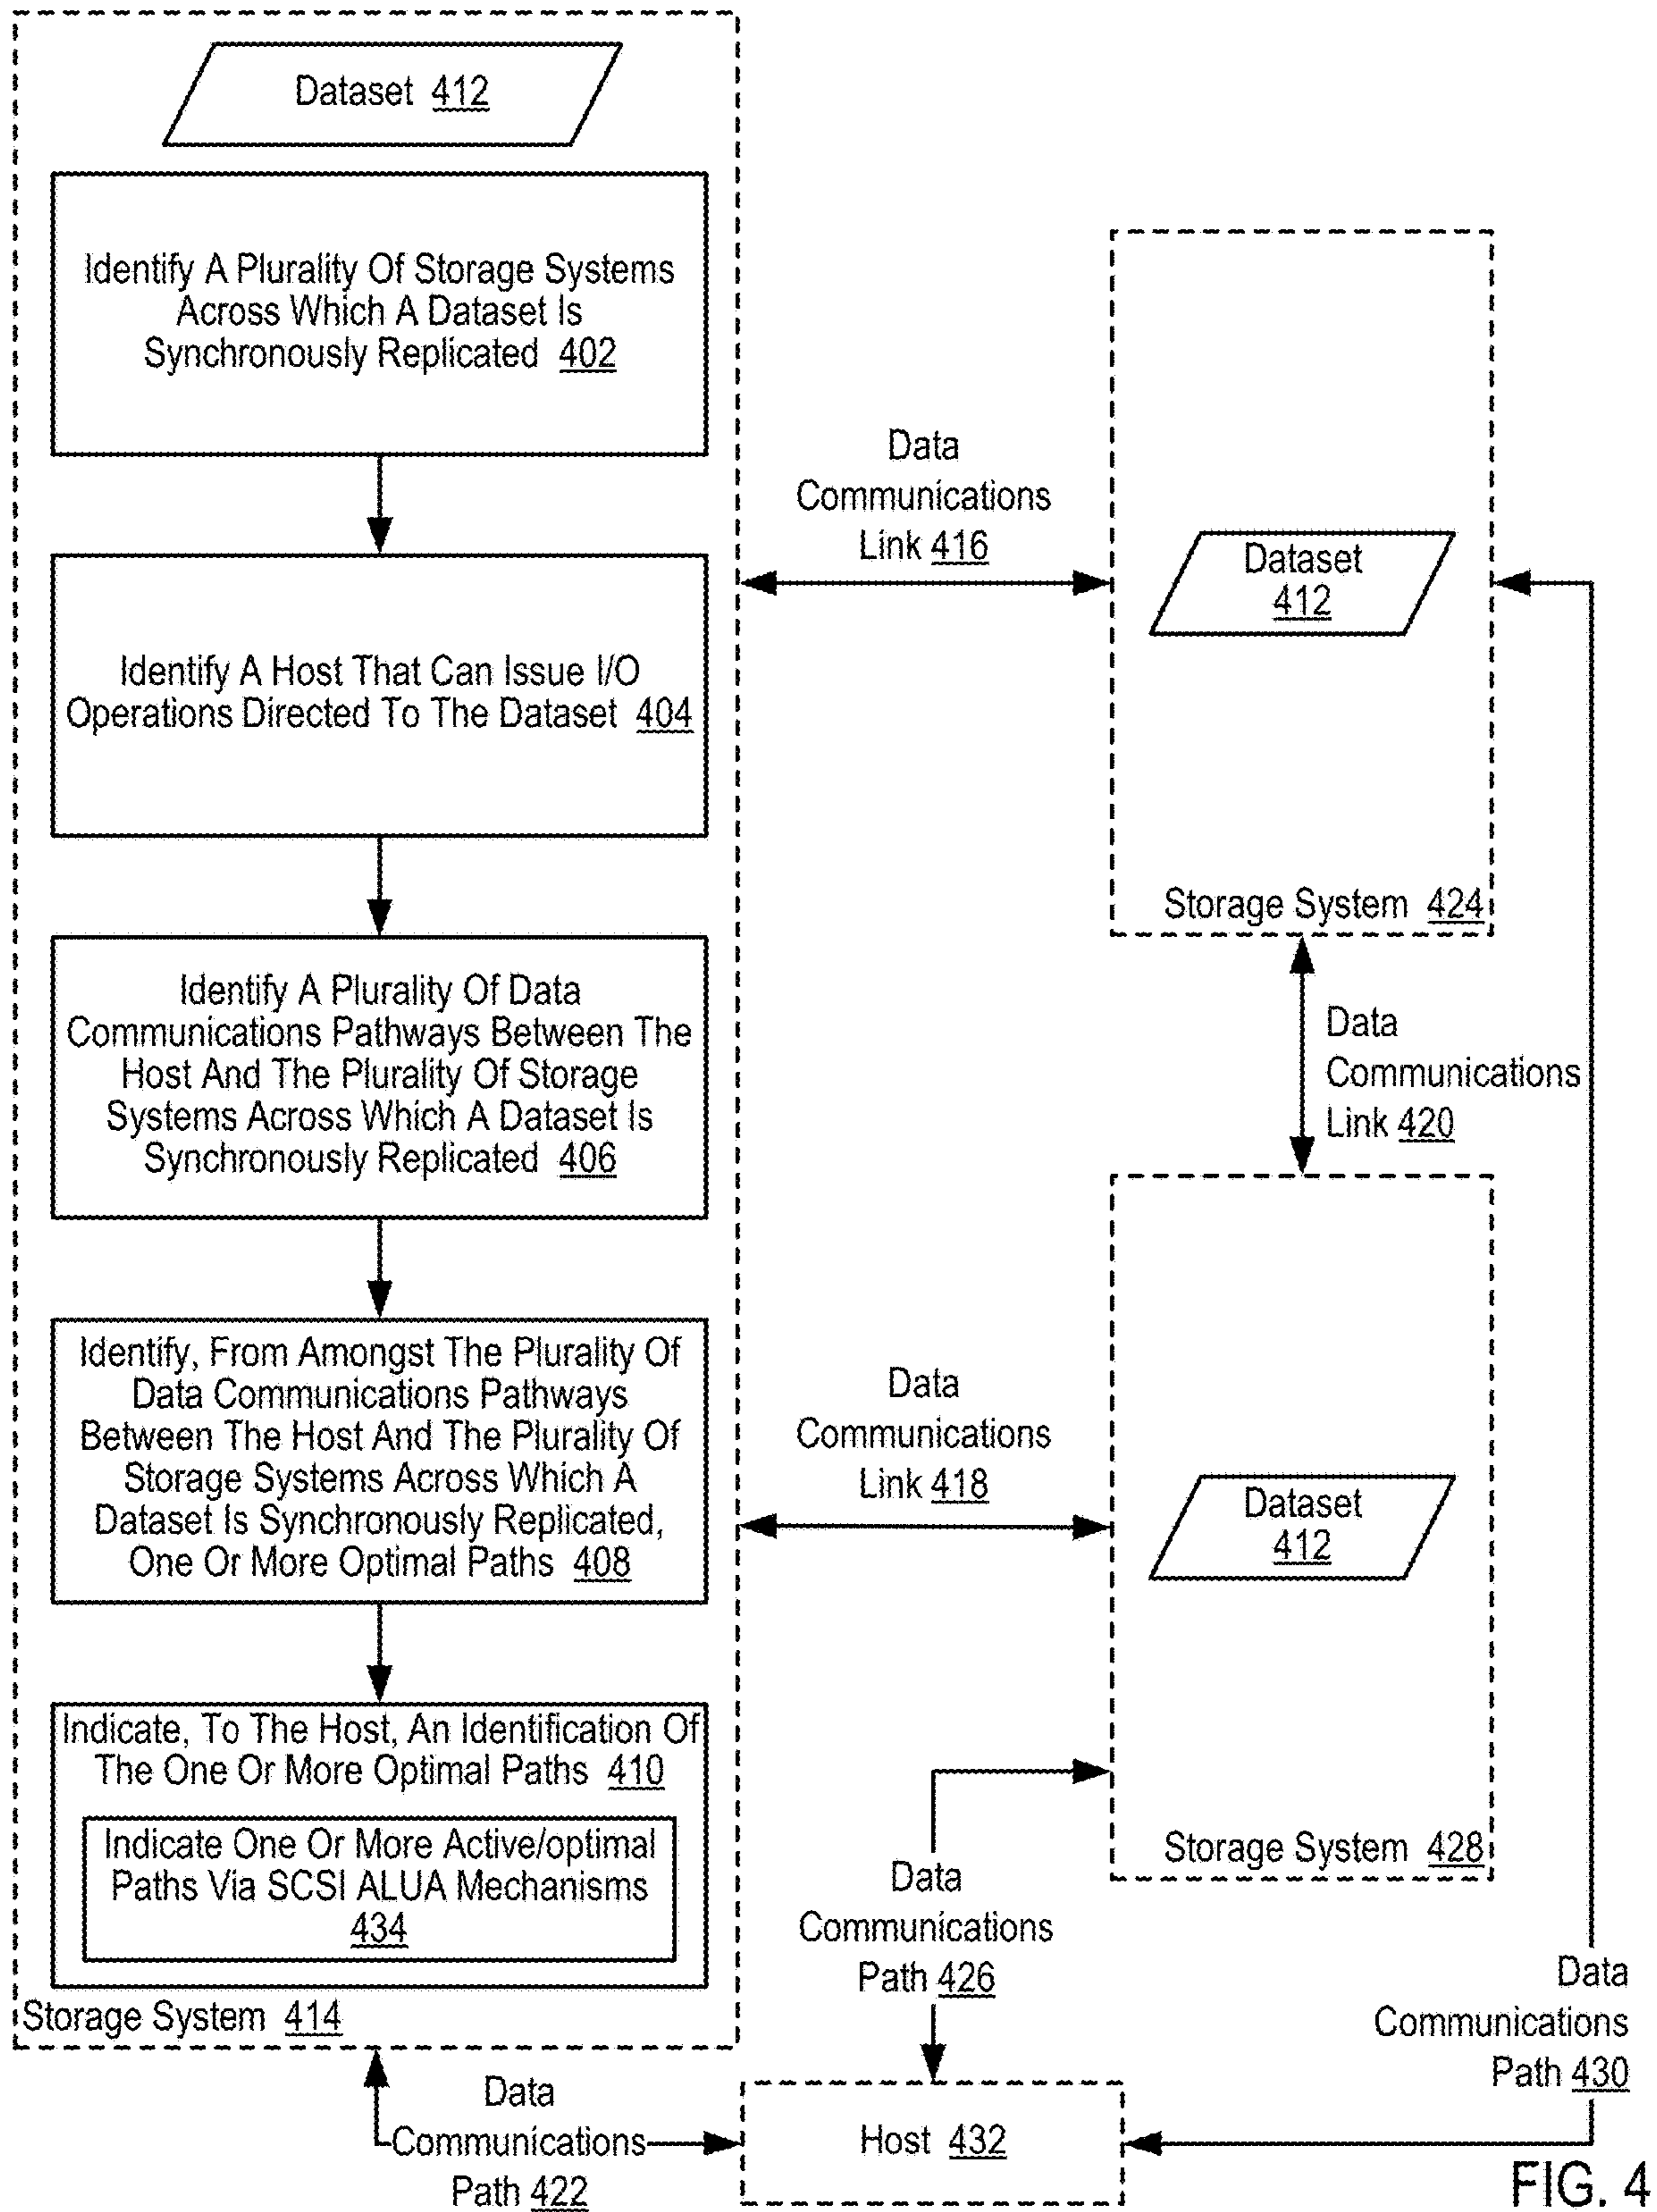 Dataset 412
Identify A Plurality Of Storage Systems
Across Which A Dataset Is
Synchronously Replicated 402
Identify A Host That Can Issue I/O
Operations Directed To The Dataset 404
Identify A Plurality Of Data
Communications Pathways Between The
Host And The Plurality Of Storage
Systems Across Which A Dataset Is
Synchronously Replicated 406
Identify, From Amongst The Plurality Of
Data Communications Pathways
Between The Host And The Plurality Of
Storage Systems Across Which A
Dataset Is Synchronously Replicated,
One Or More Optimal Paths 408
Indicate, To The Host, An Identification Of
The One Or More Optimal Paths 410
Indicate One Or More Active/optimal
Paths Via SCSI ALUA Mechanisms
434
Storage System 414
Data
Communications
Link 416
Dataset
412
Storage System 424
Data
Communications
Link 420
Data
Communications
Link 418
Dataset
412
Storage System 428
Data
Communications
Path 426
Data
Communications
Path 430
Data
Communications
Path 422
Host 432
FIG. 4